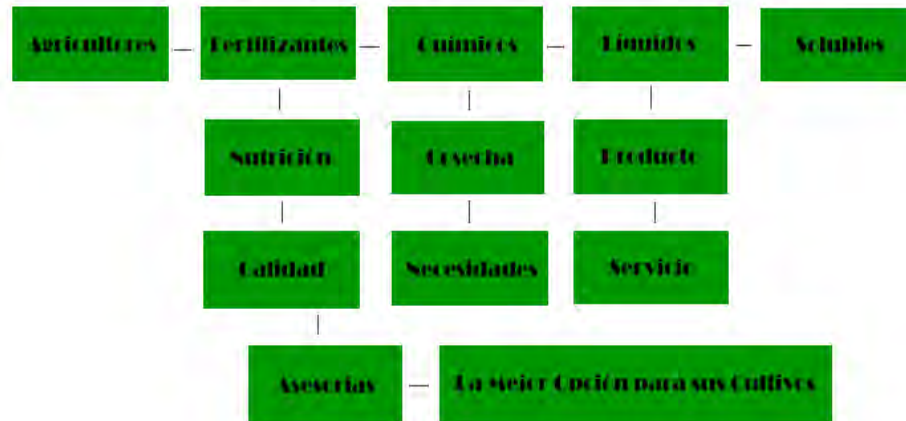 Agricultores
Fertilizantes
Químicos
Líquidos
Solubles
Nutrición
Cosecha
Producto
Calidad
Necesidades
Servicio
Asesorías
La Mejor Opción para sus Cultivos